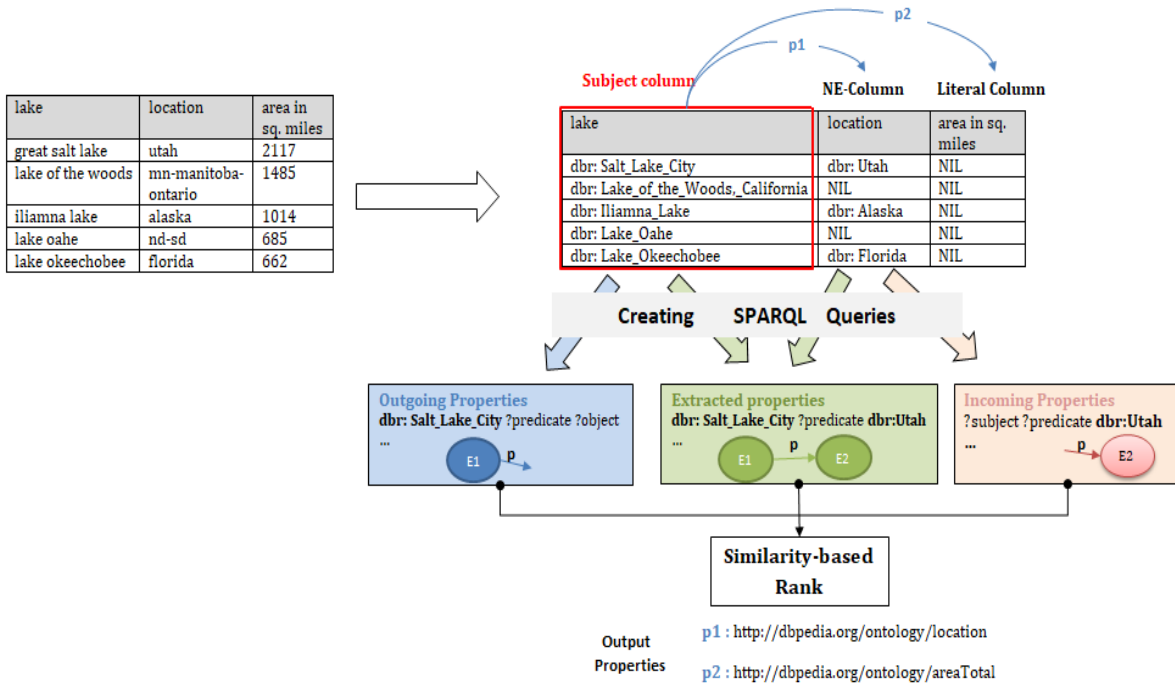 p2
p1
Subject column
NE-Column Literal Column
lake location area in
sq. miles
great salt lake utah 2117
lake of the woods mn-manitoba- 1485
ontario
iliamna lake alaska 1014
lake oahe nd-sd 685
lake okeechobee florida 662
lake location area in sq.
miles
dbr: Salt_Lake_City dbr: Utah NIL
dbr: Lake_of_the_Woods,_California NIL NIL
dbr: Iliamna_Lake dbr: Alaska NIL
dbr: Lake_Oahe NIL NIL
dbr: Lake_Okeechobee dbr: Florida NIL
Creating SPARQL Queries
Outgoing Properties
dbr: Salt_Lake_City ?predicate ?object
...
E1 p
Extracted properties
dbr: Salt_Lake_City ?predicate dbr:Utah
...
E1 p E2
Incoming Properties
?subject ?predicate dbr:Utah
...
p E2
Similarity-based
Rank
Output
Properties
p1 : http://dbpedia.org/ontology/location
p2 : http://dbpedia.org/ontology/areaTotal